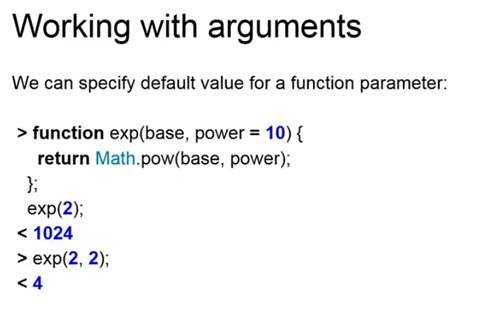 Working with arguments
We can specify default value for a function parameter:
> function exp(base, power = 10) {
return Math.pow(base, power);
};
exp(2);
< 1024
> exp(2, 2);
< 4